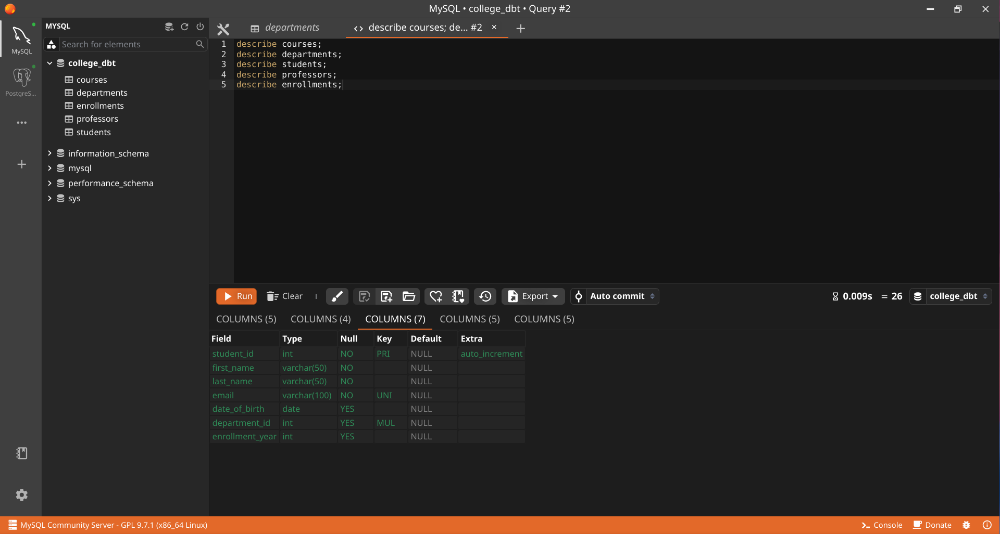 MySQL • college_dbt • Query #2
MySQL
PostgreS...
MYSQL
Search for elements
college_dbt
courses
departments
enrollments
professors
students
information_schema
mysql
performance_schema
sys
departments
describe courses; de... #2
1 describe courses;
2 describe departments;
3 describe students;
4 describe professors;
5 describe enrollments;
Run Clear Export Auto commit 0.009s = 26 college_dbt
COLUMNS (5) COLUMNS (4) COLUMNS (7) COLUMNS (5) COLUMNS (5)
Field Type Null Key Default Extra
student_id int NO PRI NULL auto_increment
first_name varchar(50) NO NULL
last_name varchar(50) NO NULL
email varchar(100) NO UNI NULL
date_of_birth date YES NULL
department_id int YES MUL NULL
enrollment_year int YES NULL
MySQL Community Server - GPL 9.7.1 (x86_64 Linux)
Console Donate